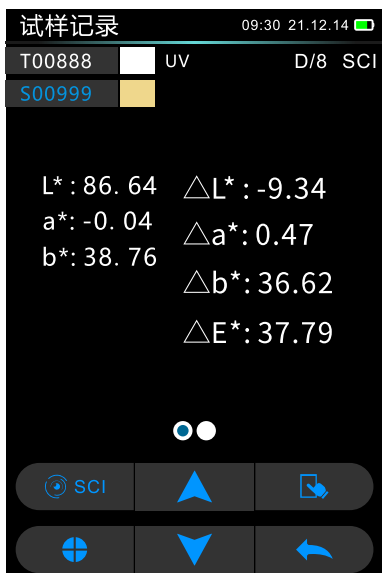 试样记录 09:30 21.12.14
T00888 UV D/8 SCI
S00999
L*: 86.64 △L*: -9.34
a*: -0.04 △a*: 0.47
b*: 38.76 △b*: 36.62
△E*: 37.79
SCI